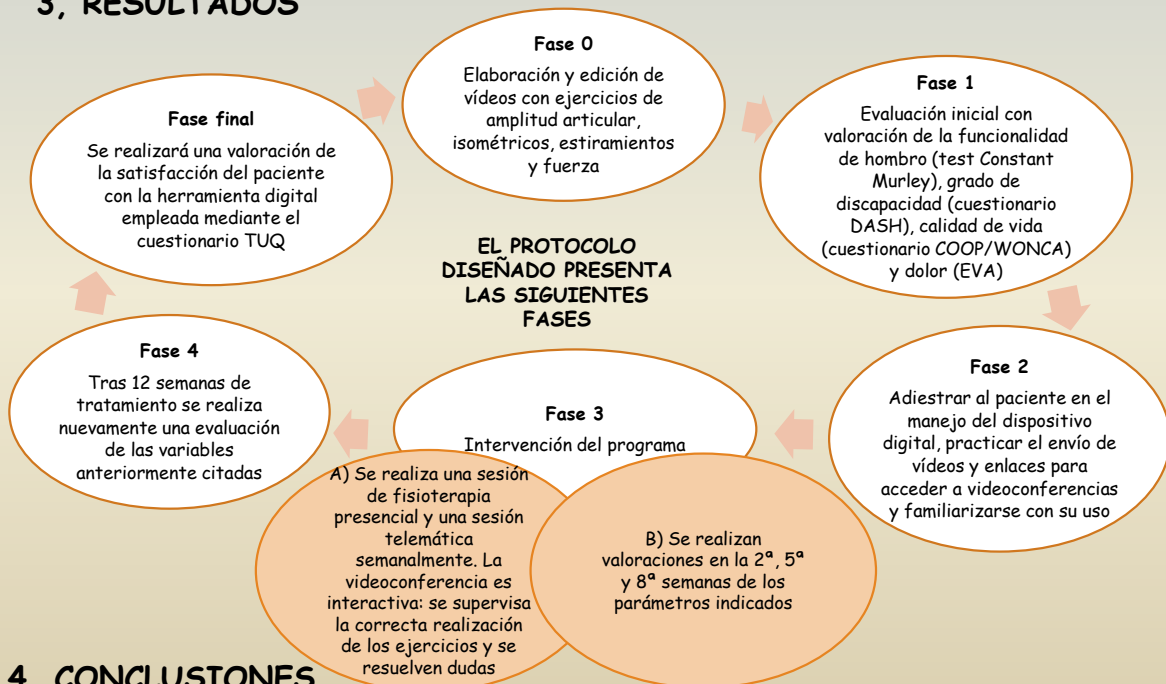 3, RESULTADOS
Fase 0
Elaboración y edición de
vídeos con ejercicios de
amplitud articular,
isométricos, estiramientos
y fuerza
Fase 1
Evaluación inicial con
valoración de la funcionalidad
de hombro (test Constant
Murley), grado de
discapacidad (cuestionario
DASH), calidad de vida
(cuestionario COOP/WONCA)
y dolor (EVA)
Fase 2
Adiestrar al paciente en el
manejo del dispositivo
digital, practicar el envío de
vídeos y enlaces para
acceder a videoconferencias
y familiarizarse con su uso
Fase 3
Intervención del programa
A) Se realiza una sesión
de fisioterapia
presencial y una sesión
telemática
semanalmente. La
videoconferencia es
interactiva: se supervisa
la correcta realización
de los ejercicios y se
resuelven dudas
B) Se realizan
valoraciones en la 2ª, 5ª
y 8ª semanas de los
parámetros indicados
Fase 4
Tras 12 semanas de
tratamiento se realiza
nuevamente una evaluación
de las variables
anteriormente citadas
Fase final
Se realizará una valoración de
la satisfacción del paciente
con la herramienta digital
empleada mediante el
cuestionario TUQ
EL PROTOCOLO
DISEÑADO PRESENTA
LAS SIGUIENTES
FASES
4 CONCLUSIONES